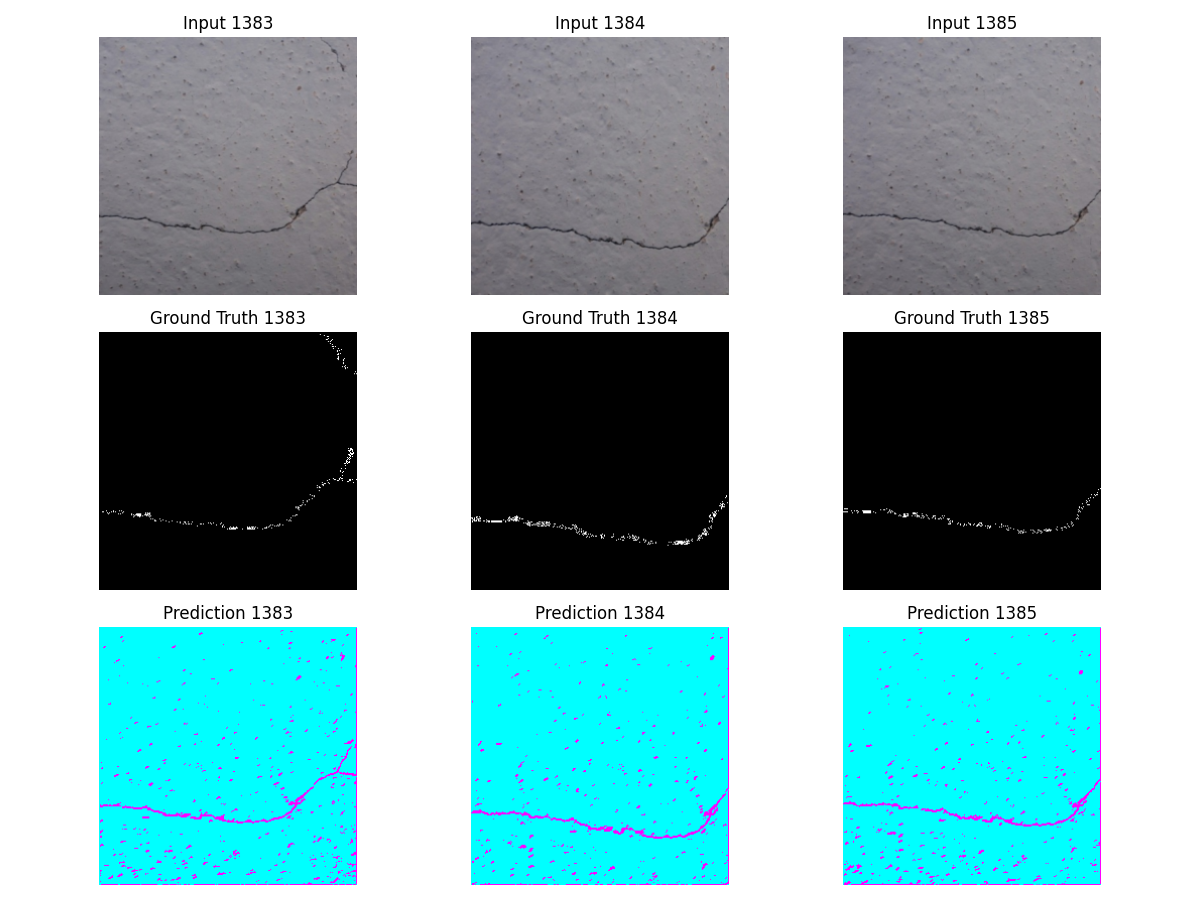 Input 1383
Input 1384
Input 1385
Ground Truth 1383
Ground Truth 1384
Ground Truth 1385
Prediction 1383
Prediction 1384
Prediction 1385